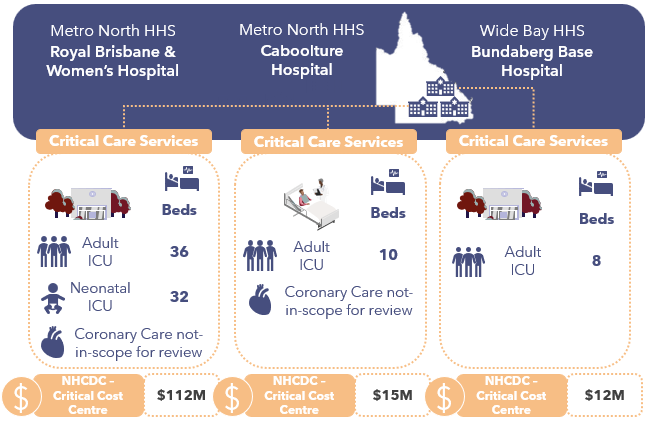 Metro North HHS
Royal Brisbane &
Women's Hospital
Metro North HHS
Caboolture
Hospital
Wide Bay HHS
Bundaberg Base
Hospital
Critical Care Services
Beds
Adult
ICU
36
Neonatal
ICU
32
Coronary Care not-
in-scope for review
Critical Care Services
Beds
Adult
ICU
10
Coronary Care not-
in-scope for review
Critical Care Services
Beds
Adult
ICU
8
$
NHCDC –
Critical Cost
Centre
$112M
$
NHCDC –
Critical Cost
Centre
$15M
$
NHCDC –
Critical Cost
Centre
$12M